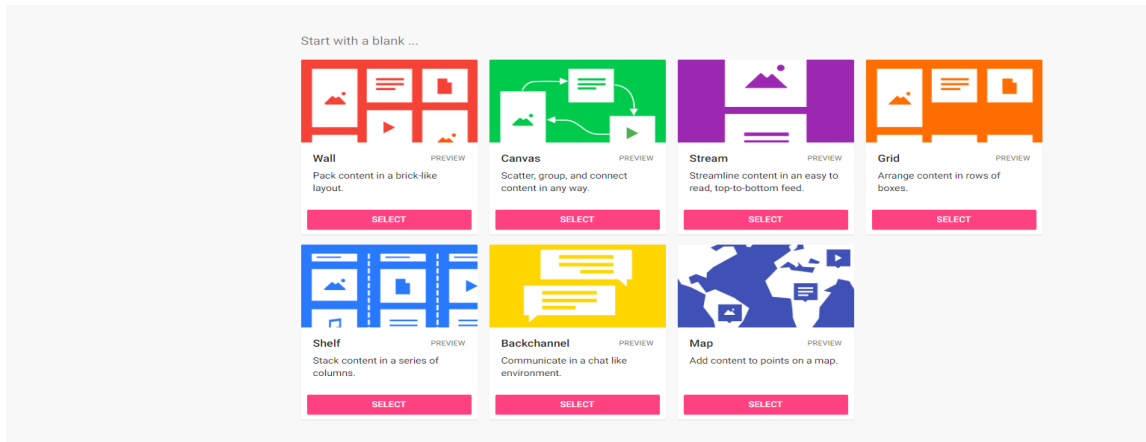 Start with a blank ...
Wall PREVIEW
Pack content in a brick-like
layout.
SELECT
Canvas PREVIEW
Scatter, group, and connect
content in any way.
SELECT
Stream PREVIEW
Streamline content in an easy to
read, top-to-bottom feed.
SELECT
Grid PREVIEW
Arrange content in rows of
boxes.
SELECT
Shelf PREVIEW
Stack content in a series of
columns.
SELECT
Backchannel PREVIEW
Communicate in a chat like
environment.
SELECT
Map PREVIEW
Add content to points on a map.
SELECT